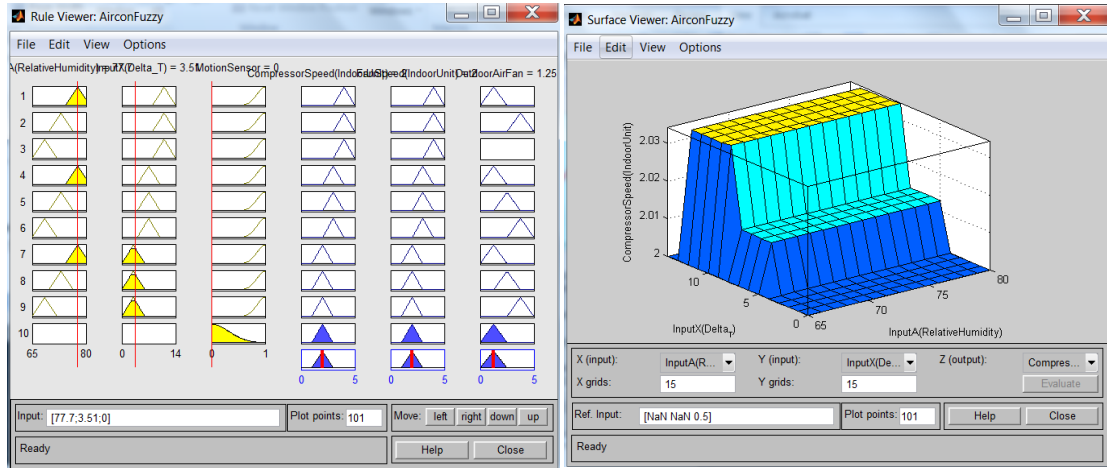 Rule Viewer: AirconFuzzy
File Edit View Options
MotionSensor = 0
1
2
3
4
5
6
7
8
9
10
65 80 0 14 0 1
0 5 0 5 0 5
Input: [77.7;3.51;0] Plot points: 101 Move: left right down up
Ready Help Close
Surface Viewer: AirconFuzzy
File Edit View Options
2.03
2.02
2.01
2
CompressorSpeed(IndoorUnit)
10
5
0
65
70
75
80
InputX(Delta_T)
InputA(RelativeHumidity)
X (input): InputA(R... Y (input): InputX(De... Z (output): Compres...
X grids: 15 Y grids: 15 Evaluate
Ref. Input: [NaN NaN 0.5] Plot points: 101 Help Close
Ready